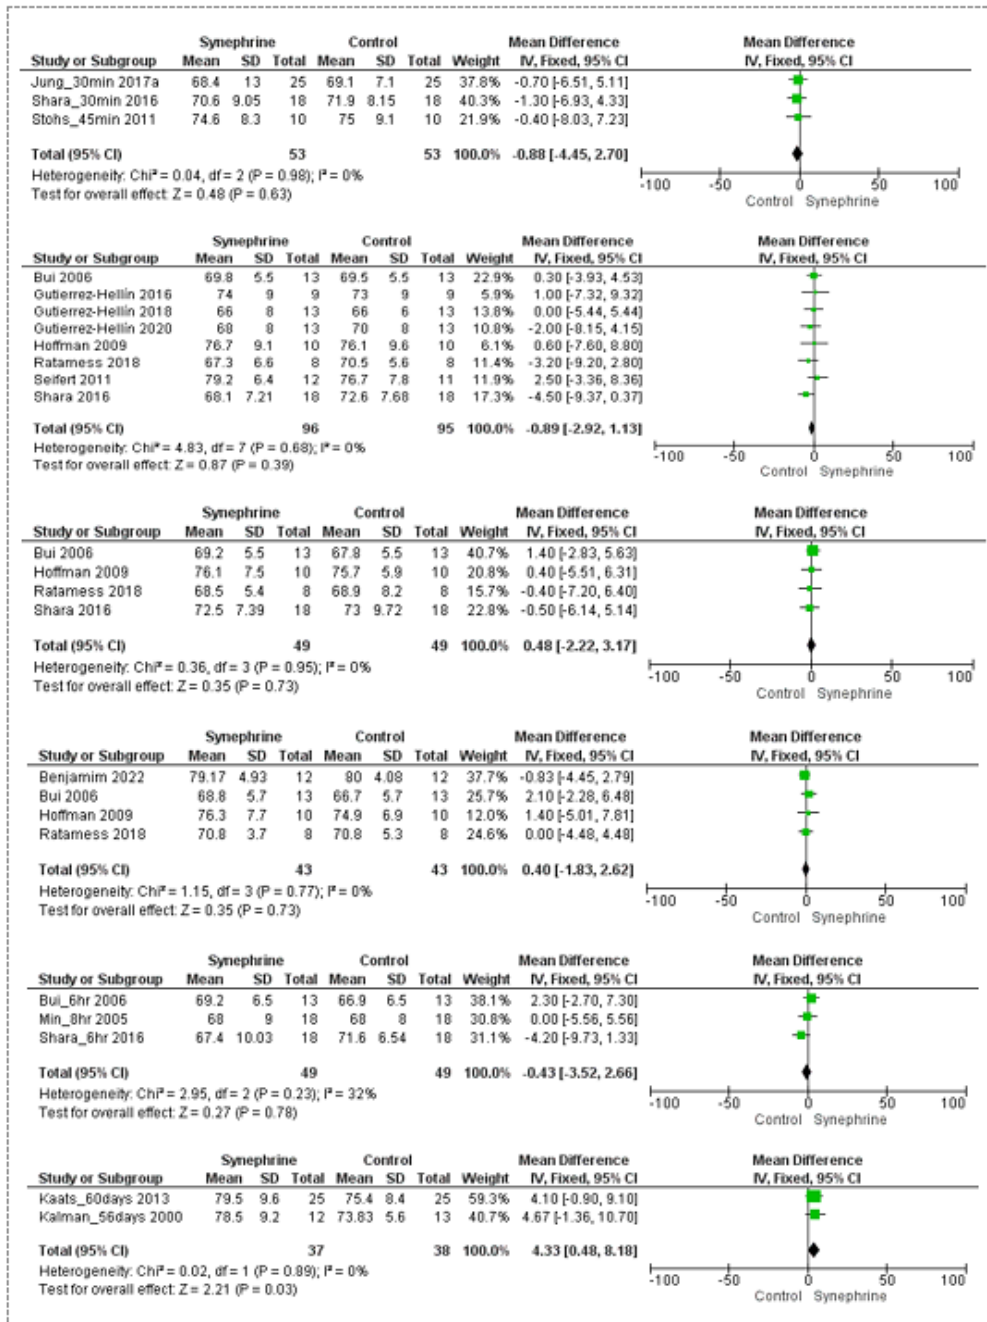 Synephrine Control Mean Difference Mean Difference
Study or Subgroup Mean SD Total Mean SD Total Weight IV, Fixed, 95% CI IV, Fixed, 95% CI
Jung_30min 2017a 68.4 13 25 69.1 7.1 25 37.8% -0.70 [-6.51, 5.11]
Shara_30min 2016 70.6 9.05 18 71.9 8.15 18 40.3% -1.30 [-6.93, 4.33]
Stohs_45min 2011 74.6 8.3 10 75 9.1 10 21.9% -0.40 [-8.03, 7.23]
Total (95% CI) 53 53 100.0% -0.88 [-4.45, 2.70]
Heterogeneity: Chi² = 0.04, df = 2 (P = 0.98); I² = 0%
Test for overall effect: Z = 0.48 (P = 0.63)
-100 -50 0 50 100
Control Synephrine
Synephrine Control Mean Difference Mean Difference
Study or Subgroup Mean SD Total Mean SD Total Weight IV, Fixed, 95% CI IV, Fixed, 95% CI
Bui 2006 69.8 5.5 13 69.5 5.5 13 22.9% 0.30 [-3.93, 4.53]
Gutierrez-Hellín 2016 74 9 9 73 9 9 5.9% 1.00 [-7.32, 9.32]
Gutierrez-Hellín 2018 66 8 13 66 6 13 13.8% 0.00 [-5.44, 5.44]
Gutierrez-Hellín 2020 68 8 13 70 8 13 10.8% -2.00 [-8.15, 4.15]
Hoffman 2009 76.7 9.1 10 76.1 9.6 10 6.1% 0.60 [-7.60, 8.80]
Ratamess 2018 67.3 6.6 8 70.5 5.6 8 11.4% -3.20 [-9.20, 2.80]
Seifert 2011 79.2 6.4 12 76.7 7.8 11 11.9% 2.50 [-3.36, 8.36]
Shara 2016 68.1 7.21 18 72.6 7.68 18 17.3% -4.50 [-9.37, 0.37]
Total (95% CI) 96 95 100.0% -0.89 [-2.92, 1.13]
Heterogeneity: Chi² = 4.83, df = 7 (P = 0.68); I² = 0%
Test for overall effect: Z = 0.87 (P = 0.39)
-100 -50 0 50 100
Control Synephrine
Synephrine Control Mean Difference Mean Difference
Study or Subgroup Mean SD Total Mean SD Total Weight IV, Fixed, 95% CI IV, Fixed, 95% CI
Bui 2006 69.2 5.5 13 67.8 5.5 13 40.7% 1.40 [-2.83, 5.63]
Hoffman 2009 76.1 7.5 10 75.7 5.9 10 20.8% 0.40 [-5.51, 6.31]
Ratamess 2018 68.5 5.4 8 68.9 8.2 8 15.7% -0.40 [-7.20, 6.40]
Shara 2016 72.5 7.39 18 73 9.72 18 22.8% -0.50 [-6.14, 5.14]
Total (95% CI) 49 49 100.0% 0.48 [-2.22, 3.17]
Heterogeneity: Chi² = 0.36, df = 3 (P = 0.95); I² = 0%
Test for overall effect: Z = 0.35 (P = 0.73)
-100 -50 0 50 100
Control Synephrine
Synephrine Control Mean Difference Mean Difference
Study or Subgroup Mean SD Total Mean SD Total Weight IV, Fixed, 95% CI IV, Fixed, 95% CI
Benjamim 2022 79.17 4.93 12 80 4.08 12 37.7% -0.83 [-4.45, 2.79]
Bui 2006 68.8 5.7 13 66.7 5.7 13 25.7% 2.10 [-2.28, 6.48]
Hoffman 2009 76.3 7.7 10 74.9 6.9 10 12.0% 1.40 [-5.01, 7.81]
Ratamess 2018 70.8 3.7 8 70.8 5.3 8 24.6% 0.00 [-4.48, 4.48]
Total (95% CI) 43 43 100.0% 0.40 [-1.83, 2.62]
Heterogeneity: Chi² = 1.15, df = 3 (P = 0.77); I² = 0%
Test for overall effect: Z = 0.35 (P = 0.73)
-100 -50 0 50 100
Control Synephrine
Synephrine Control Mean Difference Mean Difference
Study or Subgroup Mean SD Total Mean SD Total Weight IV, Fixed, 95% CI IV, Fixed, 95% CI
Bui_6hr 2006 69.2 6.5 13 66.9 6.5 13 38.1% 2.30 [-2.70, 7.30]
Min_8hr 2005 68 9 18 68 8 18 30.8% 0.00 [-5.56, 5.56]
Shara_6hr 2016 67.4 10.03 18 71.6 6.54 18 31.1% -4.20 [-9.73, 1.33]
Total (95% CI) 49 49 100.0% -0.43 [-3.52, 2.66]
Heterogeneity: Chi² = 2.95, df = 2 (P = 0.23); I² = 32%
Test for overall effect: Z = 0.27 (P = 0.78)
-100 -50 0 50 100
Control Synephrine
Synephrine Control Mean Difference Mean Difference
Study or Subgroup Mean SD Total Mean SD Total Weight IV, Fixed, 95% CI IV, Fixed, 95% CI
Kaats_60days 2013 79.5 9.6 25 75.4 8.4 25 59.3% 4.10 [-0.90, 9.10]
Kalman_56days 2000 78.5 9.2 12 73.83 5.6 13 40.7% 4.67 [-1.36, 10.70]
Total (95% CI) 37 38 100.0% 4.33 [0.48, 8.18]
Heterogeneity: Chi² = 0.02, df = 1 (P = 0.89); I² = 0%
Test for overall effect: Z = 2.21 (P = 0.03)
-100 -50 0 50 100
Control Synephrine